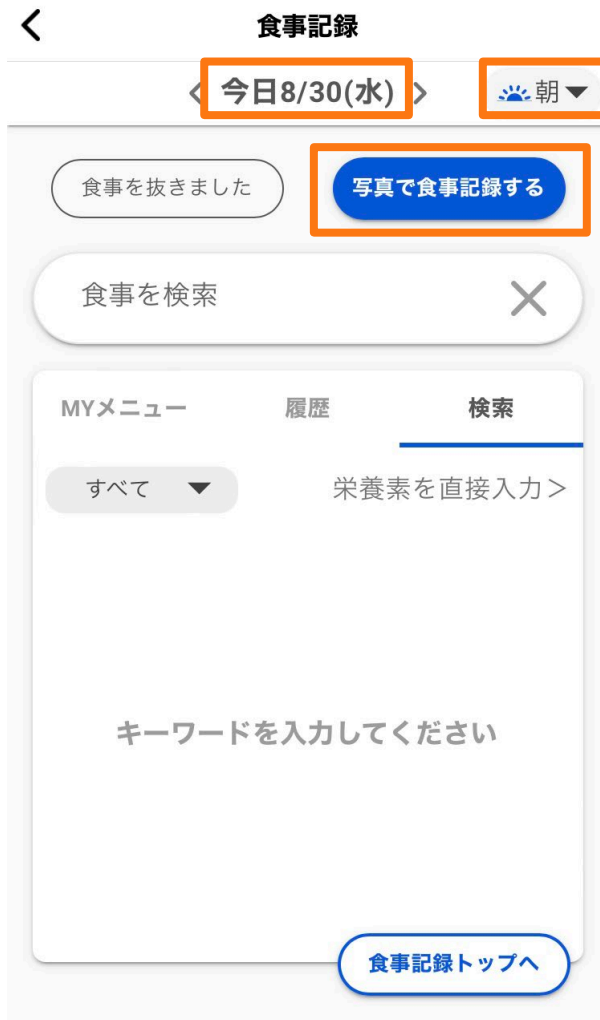 食事記録
今日8/30(水)
朝
食事を抜きました
写真で食事記録する
食事を検索
MYメニュー 履歴 検索
すべて 栄養素を直接入力＞
キーワードを入力してください
食事記録トップへ